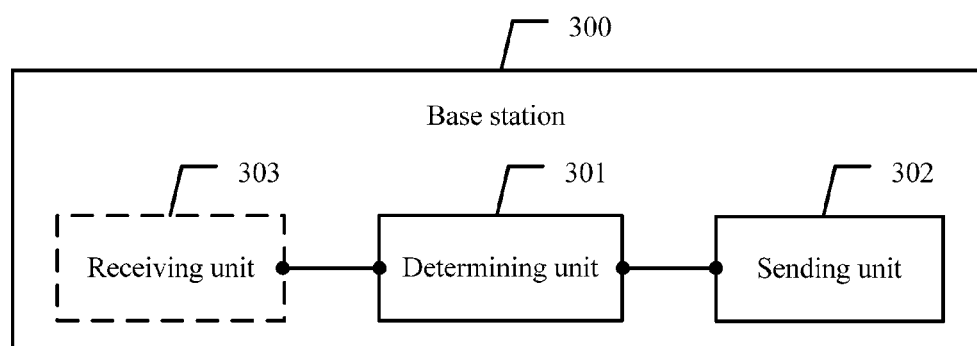 300
Base station
303
301
302
Receiving unit
Determining unit
Sending unit